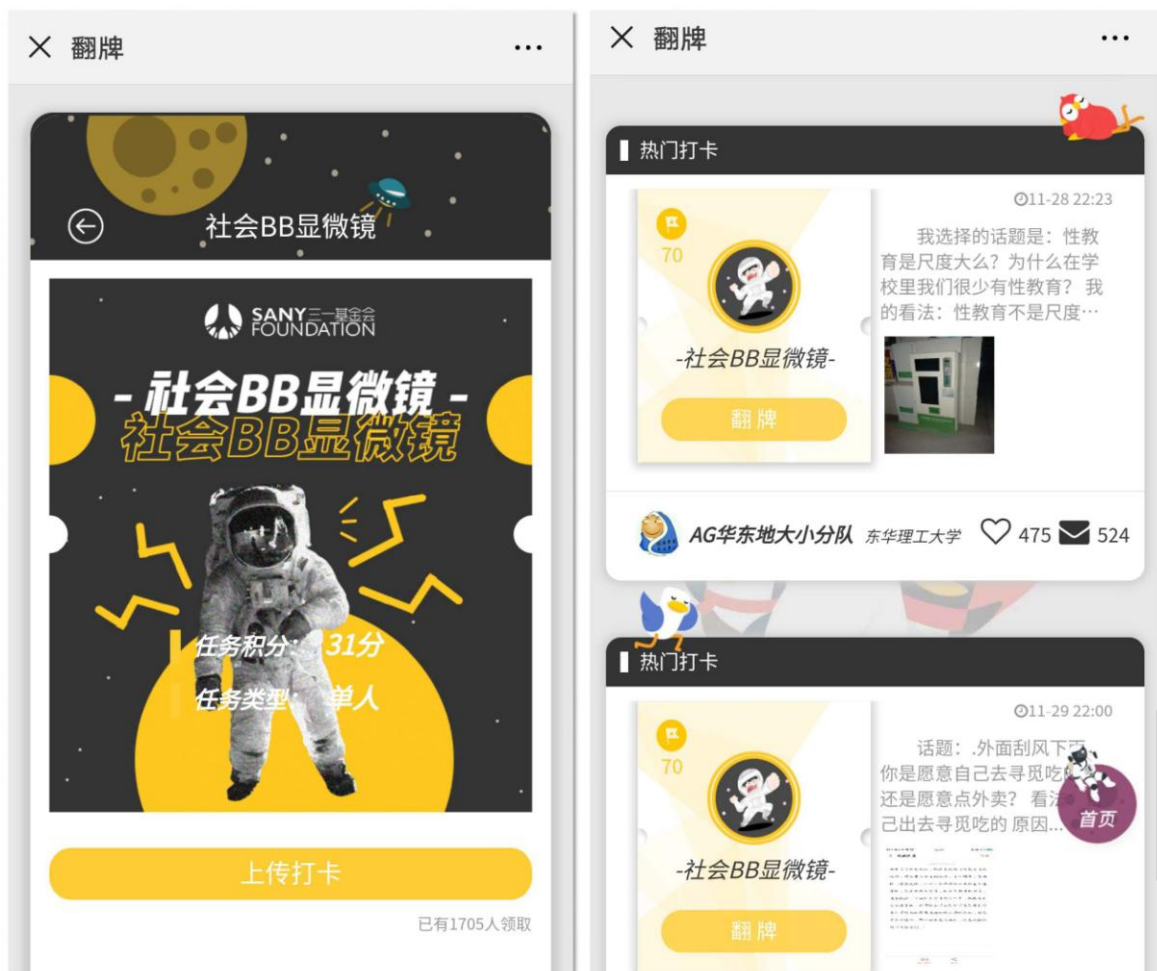 翻牌
社会BB显微镜
SANY三一基金会
FOUNDATION
- 社会BB显微镜 -
社会BB显微镜
任务积分： 31分
任务类型： 单人
上传打卡
已有1705人领取
翻牌
热门打卡
11-28 22:23
70
我选择的话题是：性教
育是尺度大么？为什么在学
校里我们很少有性教育？ 我
的看法：性教育不是尺度…
-社会BB显微镜-
翻 牌
AG华东地大小分队 东华理工大学 475 524
热门打卡
11-29 22:00
70
话题：.外面刮风下
你是愿意自己去寻觅吃
还是愿意点外卖？ 看法
己出去寻觅吃的 原因...
首页
-社会BB显微镜-
翻 牌